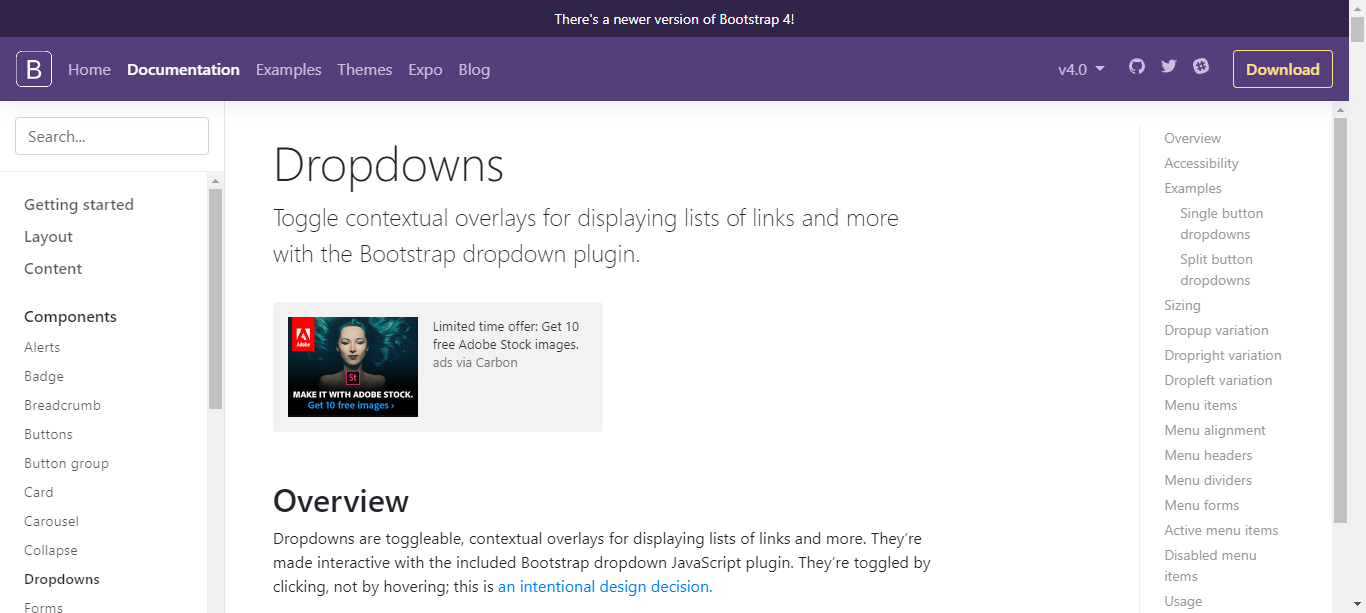 There's a newer version of Bootstrap 4!
B Home Documentation Examples Themes Expo Blog v4.0 Download
Search...
Getting started
Layout
Content
Components
Alerts
Badge
Breadcrumb
Buttons
Button group
Card
Carousel
Collapse
Dropdowns
Forms
Dropdowns
Toggle contextual overlays for displaying lists of links and more
with the Bootstrap dropdown plugin.
Adobe
St
MAKE IT WITH ADOBE STOCK.
Get 10 free images ›
Limited time offer: Get 10
free Adobe Stock images.
ads via Carbon
Overview
Dropdowns are toggleable, contextual overlays for displaying lists of links and more. They’re
made interactive with the included Bootstrap dropdown JavaScript plugin. They’re toggled by
clicking, not by hovering; this is an intentional design decision.
Overview
Accessibility
Examples
Single button
dropdowns
Split button
dropdowns
Sizing
Dropup variation
Dropright variation
Dropleft variation
Menu items
Menu alignment
Menu headers
Menu dividers
Menu forms
Active menu items
Disabled menu
items
Usage